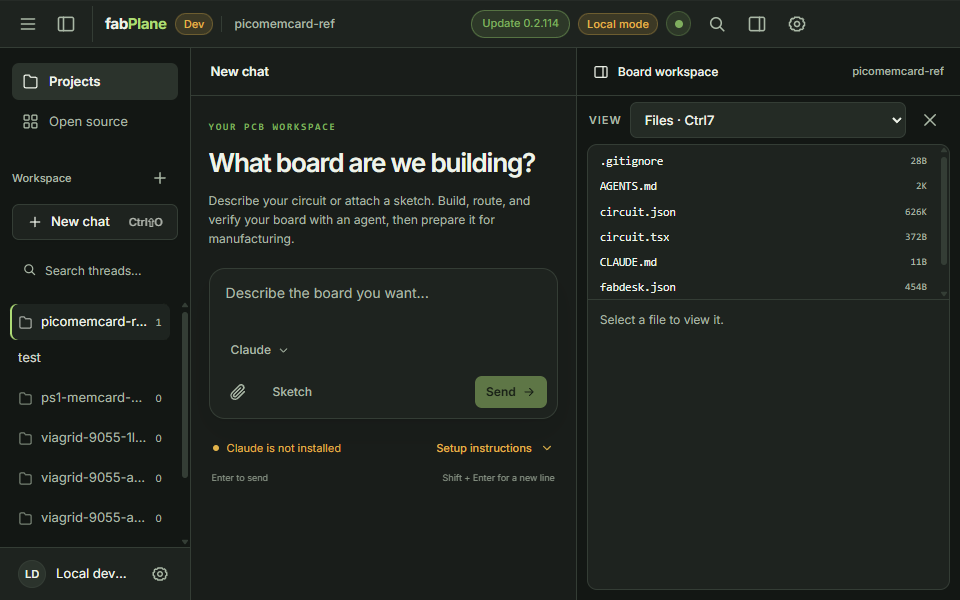 fabPlane Dev picomemcard-ref Update 0.2.114 Local mode
Projects
Open source
Workspace
New chat Ctrl⇧O
Search threads...
picomemcard-r... 1
test
ps1-memcard-... 0
viagrid-9055-1l... 0
viagrid-9055-a... 0
viagrid-9055-a... 0
LD Local dev...
New chat
YOUR PCB WORKSPACE
What board are we building?
Describe your circuit or attach a sketch. Build, route, and
verify your board with an agent, then prepare it for
manufacturing.
Describe the board you want...
Claude
Sketch Send →
Claude is not installed Setup instructions
Enter to send Shift + Enter for a new line
Board workspace picomemcard-ref
VIEW Files · Ctrl7
.gitignore 28B
AGENTS.md 2K
circuit.json 626K
circuit.tsx 372B
CLAUDE.md 11B
fabdesk.json 454B
Select a file to view it.